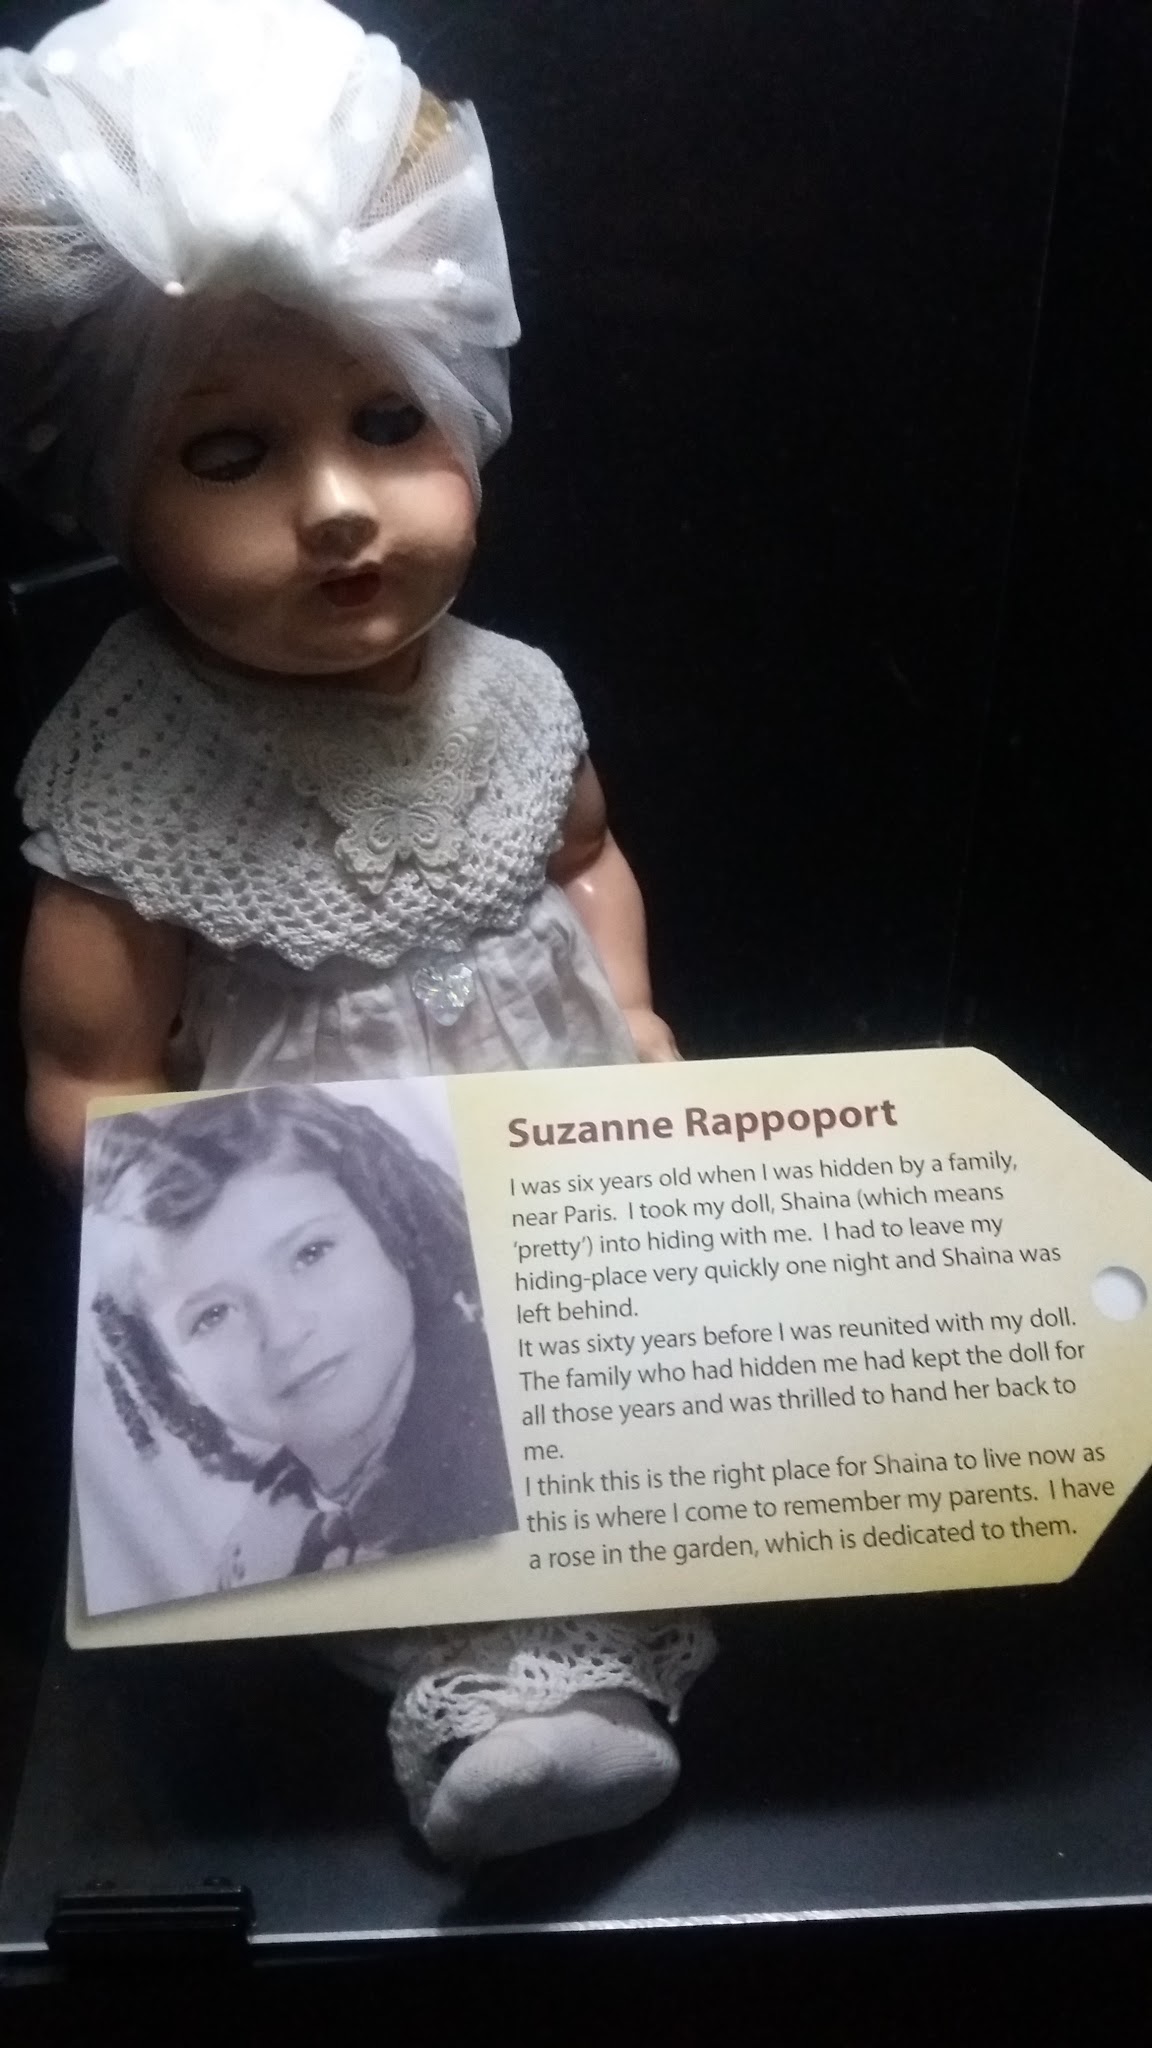 Suzanne Rappoport
I was six years old when I was hidden by a family,
near Paris. I took my doll, Shaina (which means
'pretty') into hiding with me. I had to leave my
hiding-place very quickly one night and Shaina was
left behind.
It was sixty years before I was reunited with my doll.
The family who had hidden me had kept the doll for
all those years and was thrilled to hand her back to
me.
I think this is the right place for Shaina to live now as
this is where I come to remember my parents. I have
a rose in the garden, which is dedicated to them.